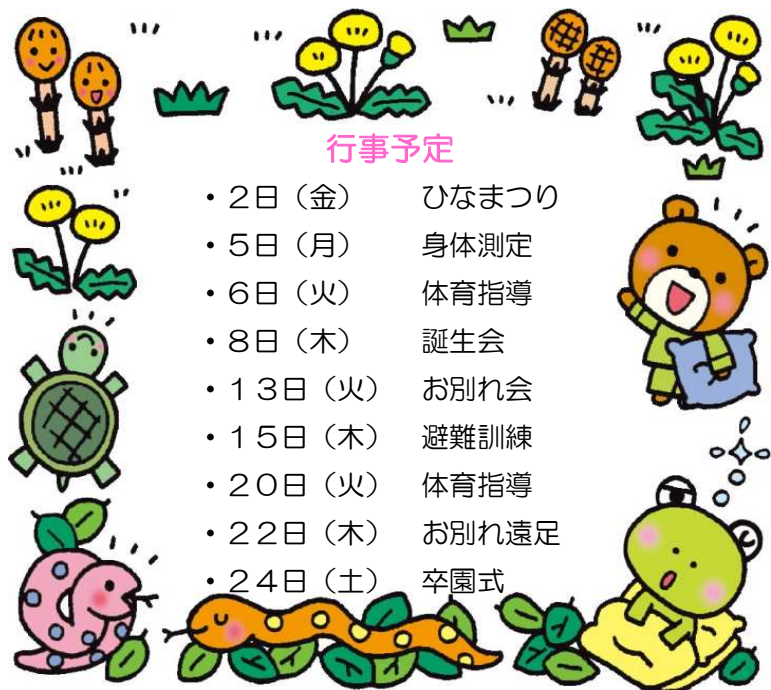 行事予定
・2日（金）　ひなまつり
・5日（月）　身体測定
・6日（火）　体育指導
・8日（木）　誕生会
・13日（火）　お別れ会
・15日（木）　避難訓練
・20日（火）　体育指導
・22日（木）　お別れ遠足
・24日（土）　卒園式